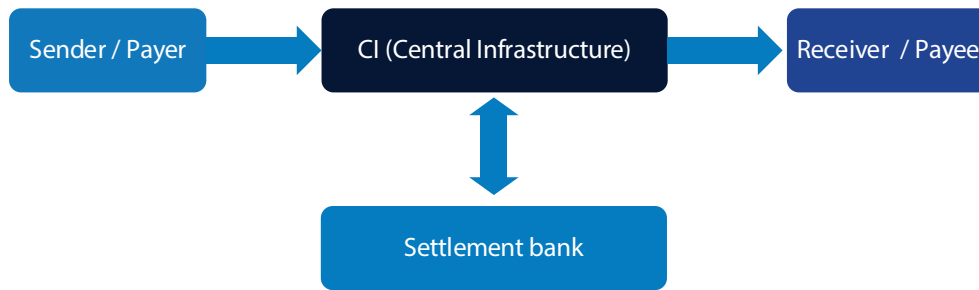 Sender / Payer
CI (Central Infrastructure)
Receiver / Payee
Settlement bank